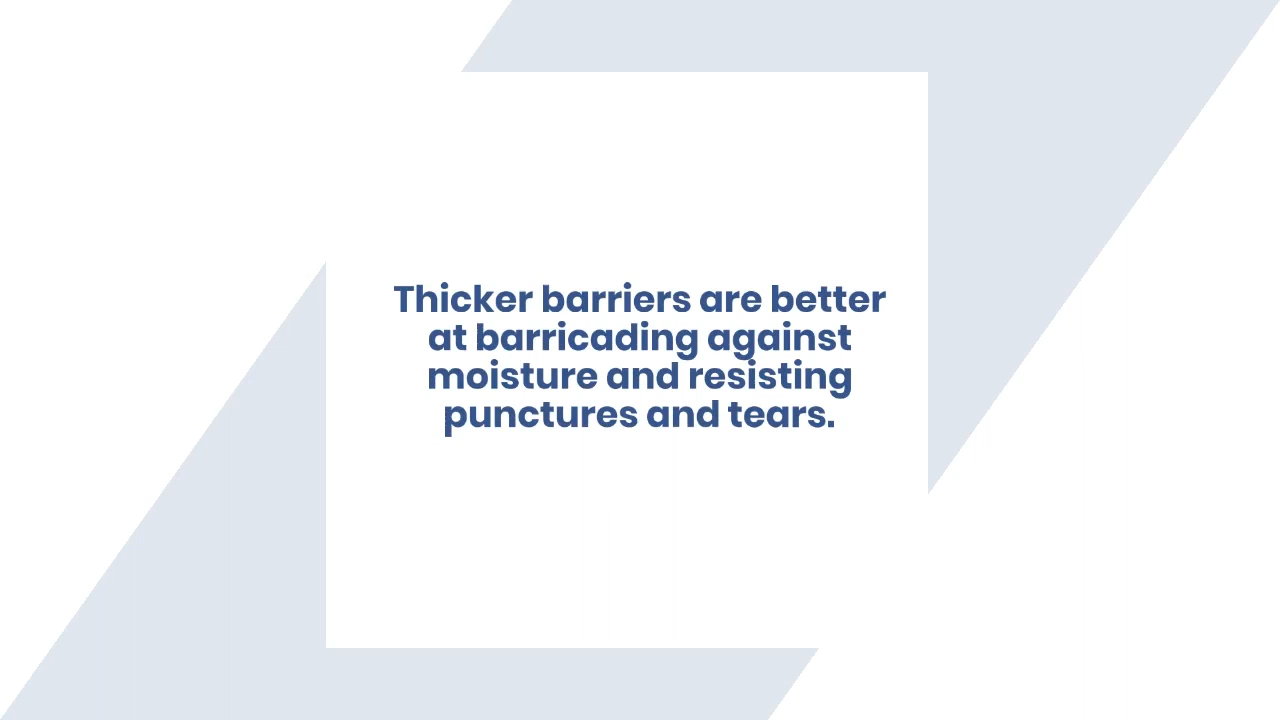 Thicker barriers are better
at barricading against
moisture and resisting
punctures and tears.